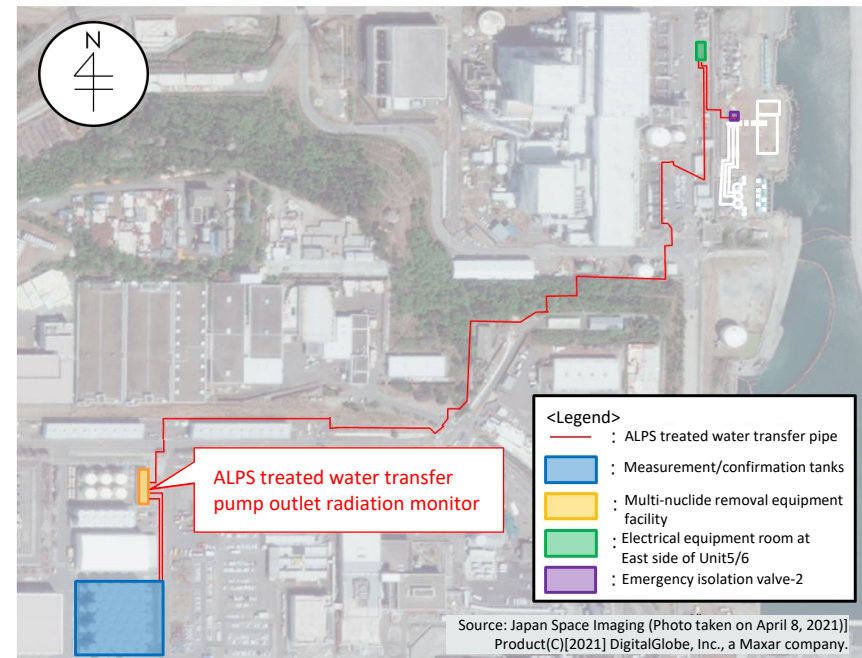 N
ALPS treated water transfer
pump outlet radiation monitor
<Legend>
: ALPS treated water transfer pipe
: Measurement/confirmation tanks
: Multi-nuclide removal equipment
facility
: Electrical equipment room at
East side of Unit5/6
: Emergency isolation valve-2
Source: Japan Space Imaging (Photo taken on April 8, 2021)]
Product(C)[2021] DigitalGlobe, Inc., a Maxar company.